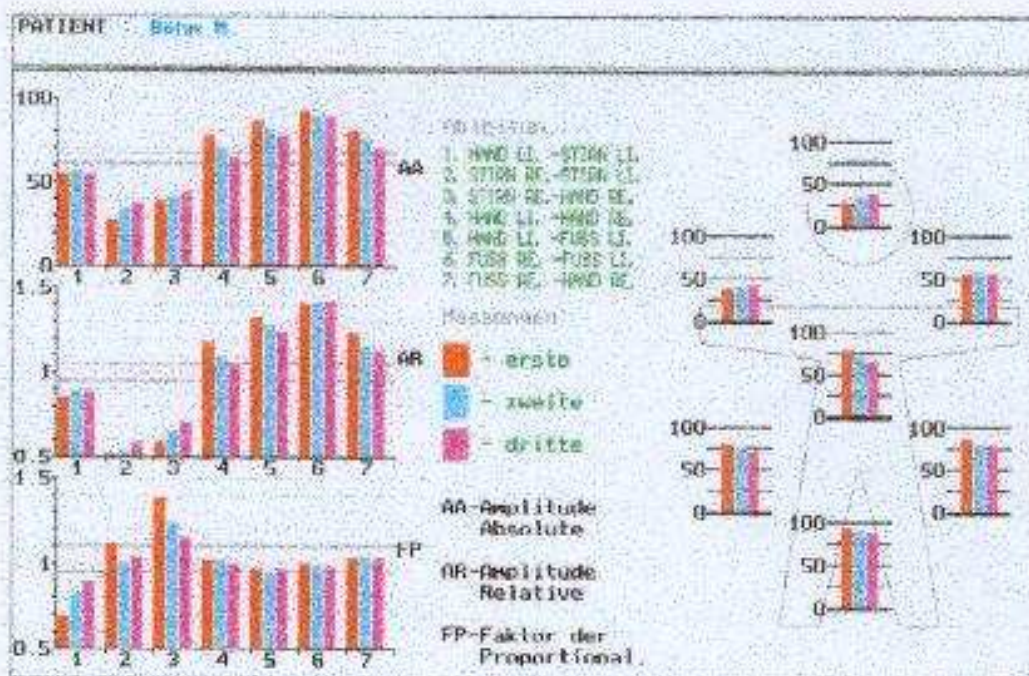 PATIENT :
100
50
0
AA
1 2 3 4 5 6 7
1.5
1
0.5
AR
1 2 3 4 5 6 7
1.5
1
0.5
FP
1 2 3 4 5 6 7
1. HAND LI. -STIRN LI.
2. STIRN RE.-STIRN LI.
3. STIRN RE.-HAND RE.
4. HAND LI. -HAND RE.
5. HAND LI. -FUSS LI.
6. FUSS RE. -FUSS LI.
7. FUSS RE. -HAND RE.
Messungen:
- erste
- zweite
- dritte
AA-Amplitude
Absolute
AR-Amplitude
Relative
FP-Faktor der
Proportional.
100
50
0
100
50
0
100
50
0
100
50
0
100
50
0
100
50
0
100
50
0